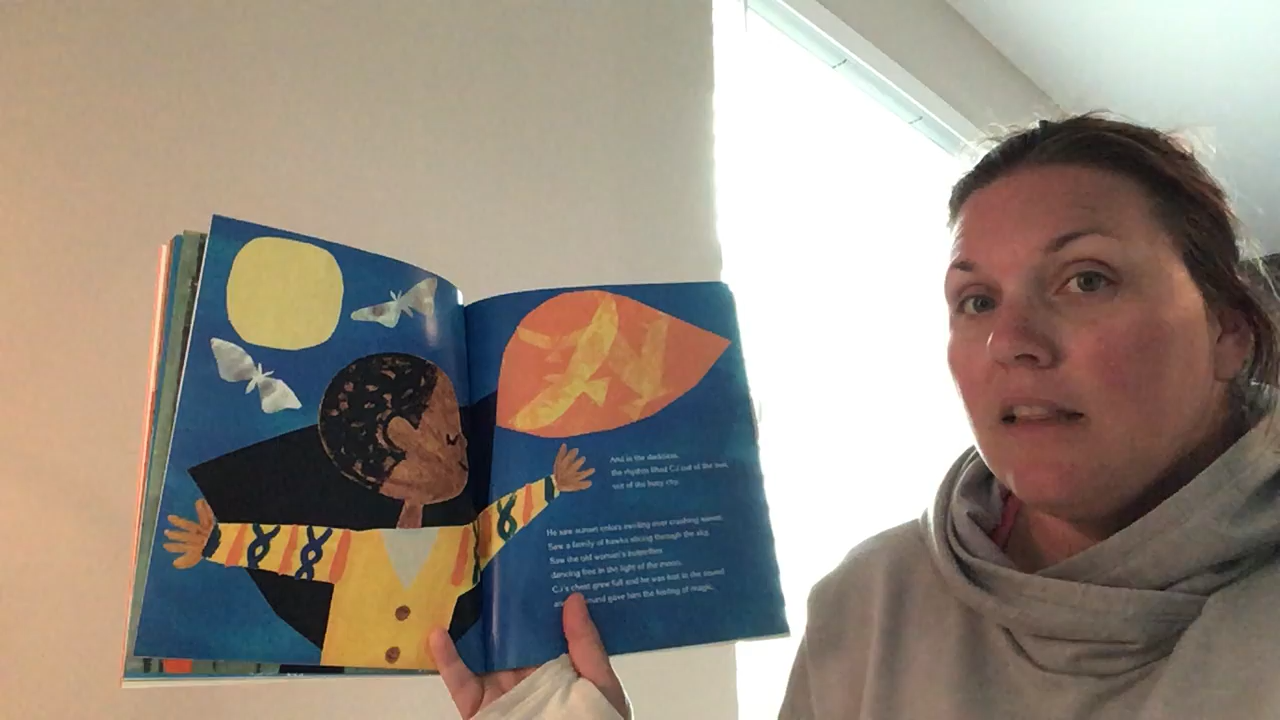 And in the darkness,
the rhythm lifted CJ out of the bus,
out of the busy city.
He saw sunset colors swirling over crashing waves.
Saw a family of hawks slicing through the sky.
Saw the old woman's butterflies
dancing free in the light of the moon.
CJ's chest grew full and he was lost in the sound
and sound gave him the feeling of magic.